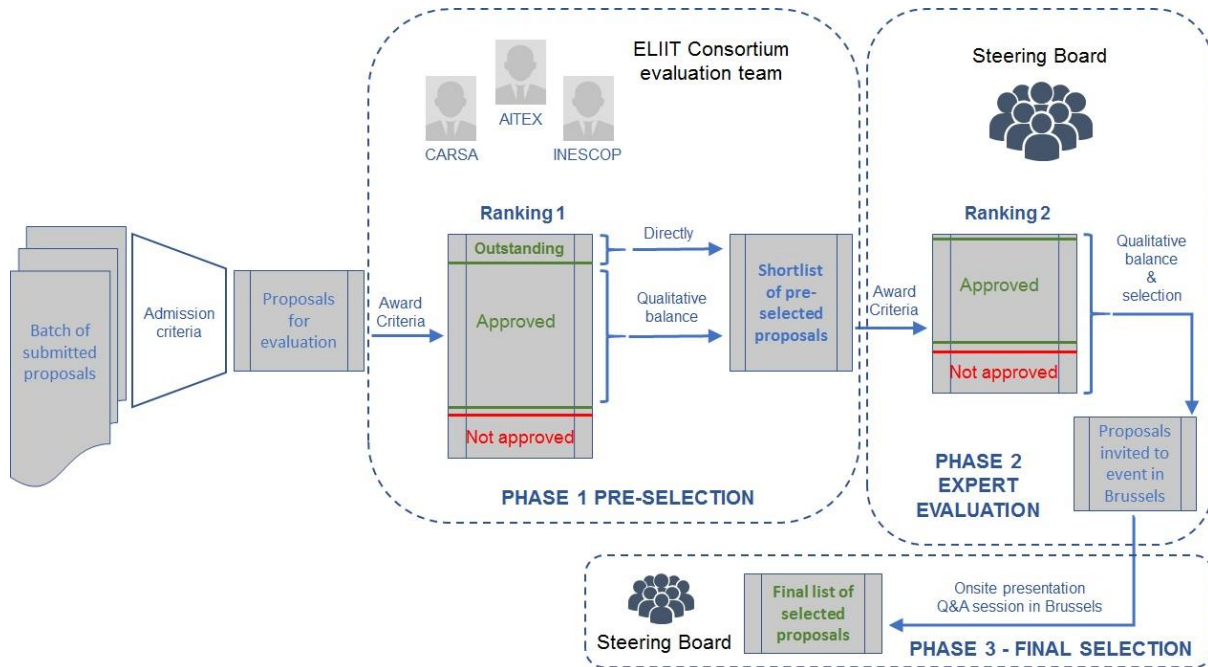 ELIIT Consortium
evaluation team
CARSA
AITEX
INESCOP
Steering Board
Batch of
submitted
proposals
Admission
criteria
Proposals
for
evaluation
Award
Criteria
Ranking 1
Outstanding
Approved
Not approved
Directly
Qualitative
balance
Shortlist
of pre-
selected
proposals
PHASE 1 PRE-SELECTION
Award
Criteria
Ranking 2
Approved
Not approved
Qualitative
balance
&
selection
Proposals
invited to
event in
Brussels
PHASE 2
EXPERT
EVALUATION
Steering Board
Final list of
selected
proposals
Onsite presentation
Q&A session in Brussels
PHASE 3 - FINAL SELECTION